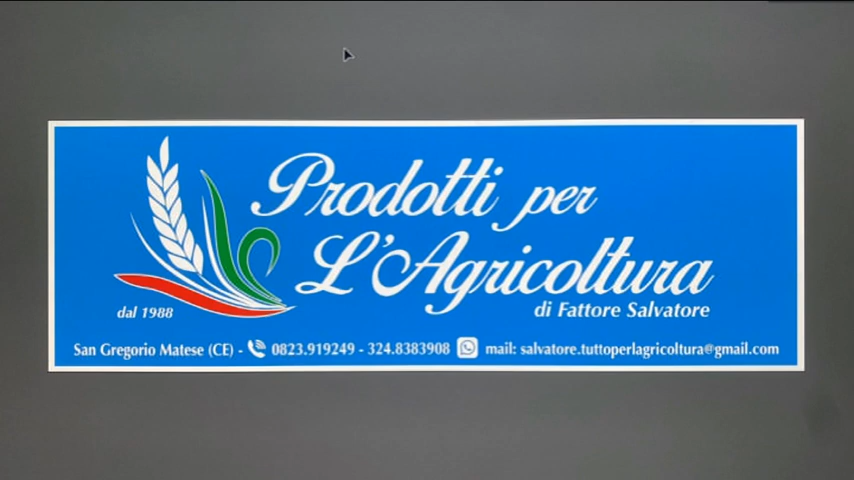 Prodotti per
L'Agricoltura
di Fattore Salvatore
dal 1988
San Gregorio Matese (CE) - 0823.919249 - 324.8383908 mail: salvatore.tuttoperlagricoltura@gmail.com